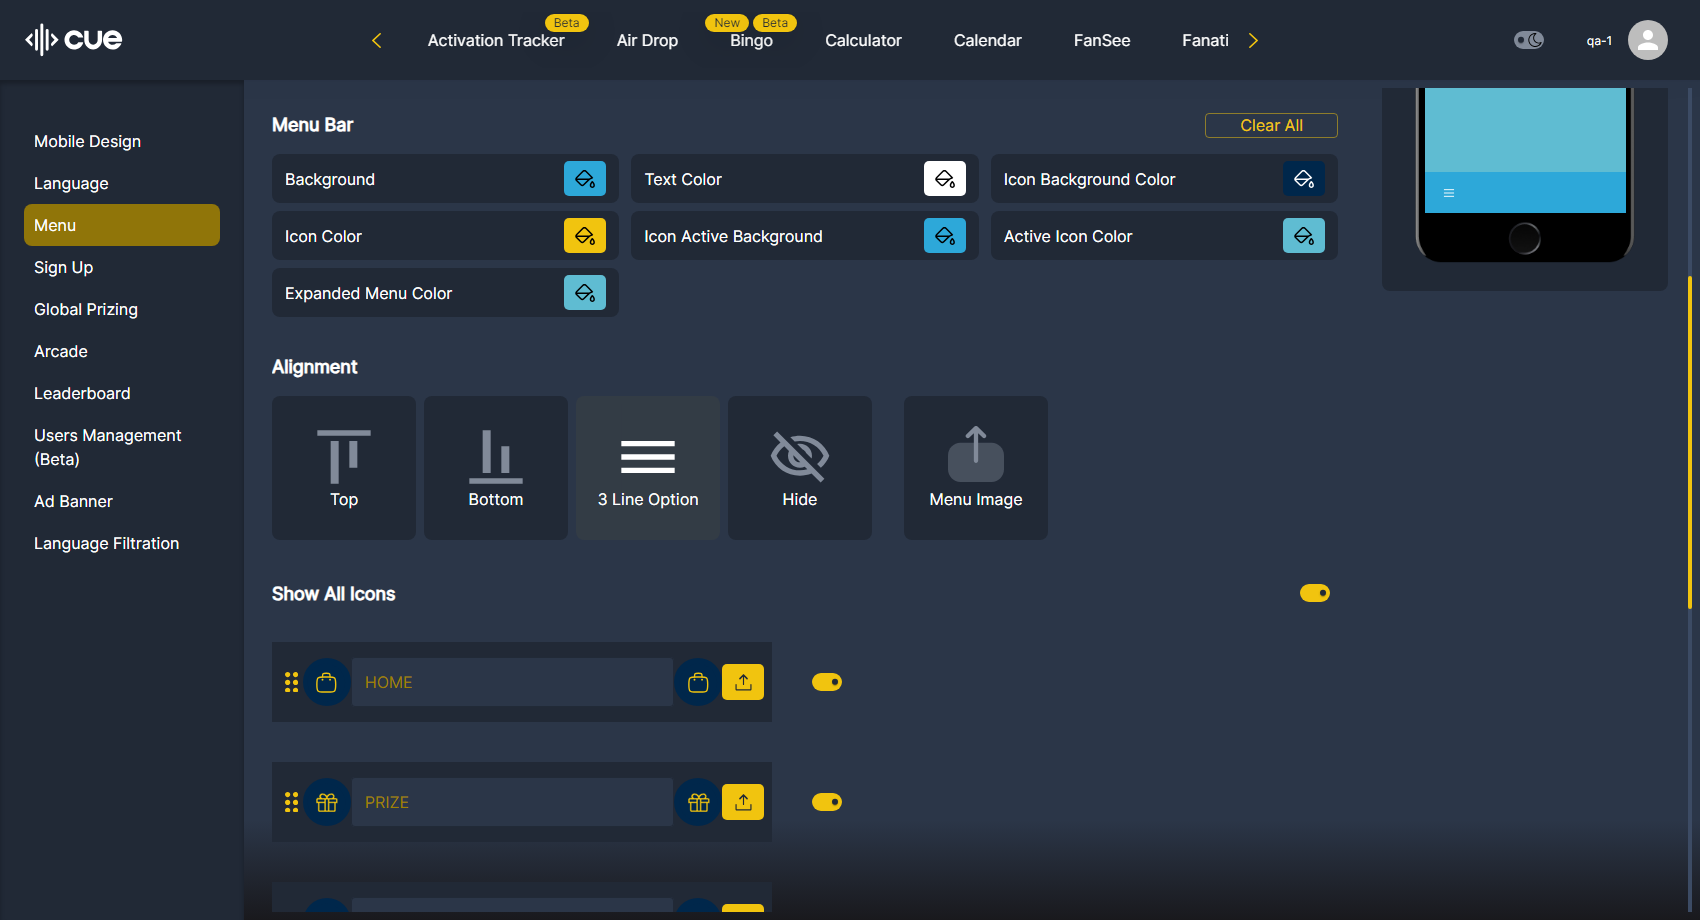 cue
Activation Tracker
Beta
Air Drop
Bingo
New
Beta
Calculator
Calendar
FanSee
Fanati
qa-1
Mobile Design
Language
Menu
Sign Up
Global Prizing
Arcade
Leaderboard
Users Management
(Beta)
Ad Banner
Language Filtration
Menu Bar
Clear All
Background
Text Color
Icon Background Color
Icon Color
Icon Active Background
Active Icon Color
Expanded Menu Color
Alignment
Top
Bottom
3 Line Option
Hide
Menu Image
Show All Icons
HOME
PRIZE